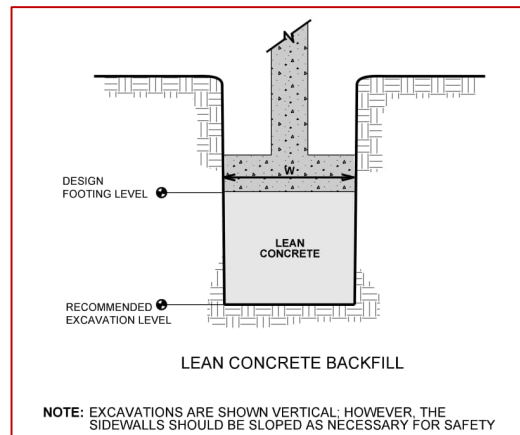 W
DESIGN
FOOTING LEVEL
LEAN
CONCRETE
RECOMMENDED
EXCAVATION LEVEL
LEAN CONCRETE BACKFILL
NOTE: EXCAVATIONS ARE SHOWN VERTICAL; HOWEVER, THE
SIDEWALLS SHOULD BE SLOPED AS NECESSARY FOR SAFETY